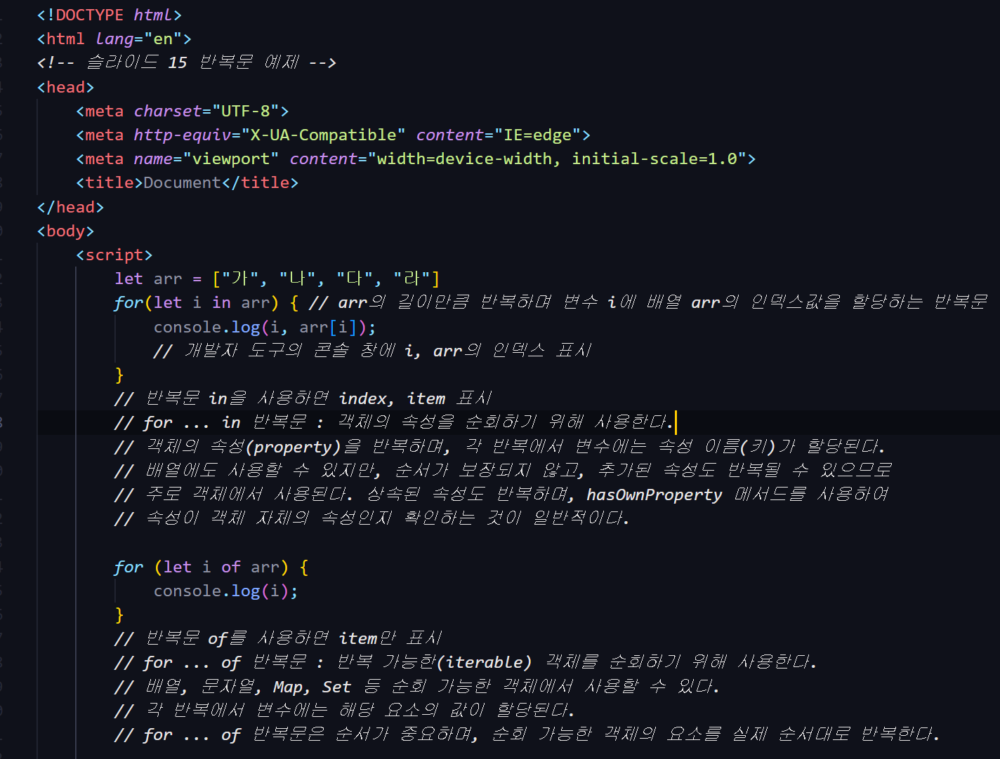 <!DOCTYPE html>
<html lang="en">
<!-- 슬라이드 15 반복문 예제 -->
<head>
<meta charset="UTF-8">
<meta http-equiv="X-UA-Compatible" content="IE=edge">
<meta name="viewport" content="width=device-width, initial-scale=1.0">
<title>Document</title>
</head>
<body>
<script>
let arr = ["가", "나", "다", "라"]
for(let i in arr) { // arr의 길이만큼 반복하며 변수 i에 배열 arr의 인덱스값을 할당하는 반복문
console.log(i, arr[i]);
// 개발자 도구의 콘솔 창에 i, arr의 인덱스 표시
}
// 반복문 in을 사용하면 index, item 표시
// for ... in 반복문 : 객체의 속성을 순회하기 위해 사용한다.
// 객체의 속성(property)을 반복하며, 각 반복에서 변수에는 속성 이름(키)가 할당된다.
// 배열에도 사용할 수 있지만, 순서가 보장되지 않고, 추가된 속성도 반복될 수 있으므로
// 주로 객체에서 사용된다. 상속된 속성도 반복하며, hasOwnProperty 메서드를 사용하여
// 속성이 객체 자체의 속성인지 확인하는 것이 일반적이다.
for (let i of arr) {
console.log(i);
}
// 반복문 of를 사용하면 item만 표시
// for ... of 반복문 : 반복 가능한(iterable) 객체를 순회하기 위해 사용한다.
// 배열, 문자열, Map, Set 등 순회 가능한 객체에서 사용할 수 있다.
// 각 반복에서 변수에는 해당 요소의 값이 할당된다.
// for ... of 반복문은 순서가 중요하며, 순회 가능한 객체의 요소를 실제 순서대로 반복한다.